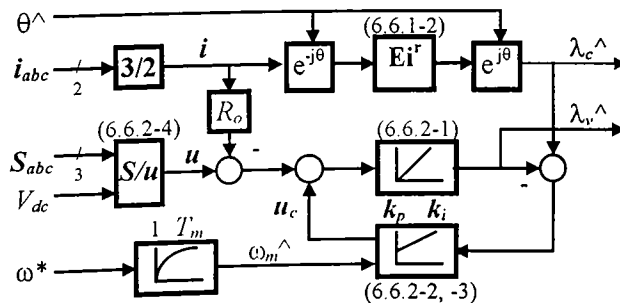 θ^
(6.6.1-2)
i_abc
2
3/2
i
e^-jθ
Ei^r
e^jθ
λ_c^
R_o
λ_v^
(6.6.2-4)
(6.6.2-1)
S_abc
3
S/u
u
-
V_dc
u_c
k_p k_i
-
1 T_m
ω*
ω_m^
(6.6.2-2, -3)